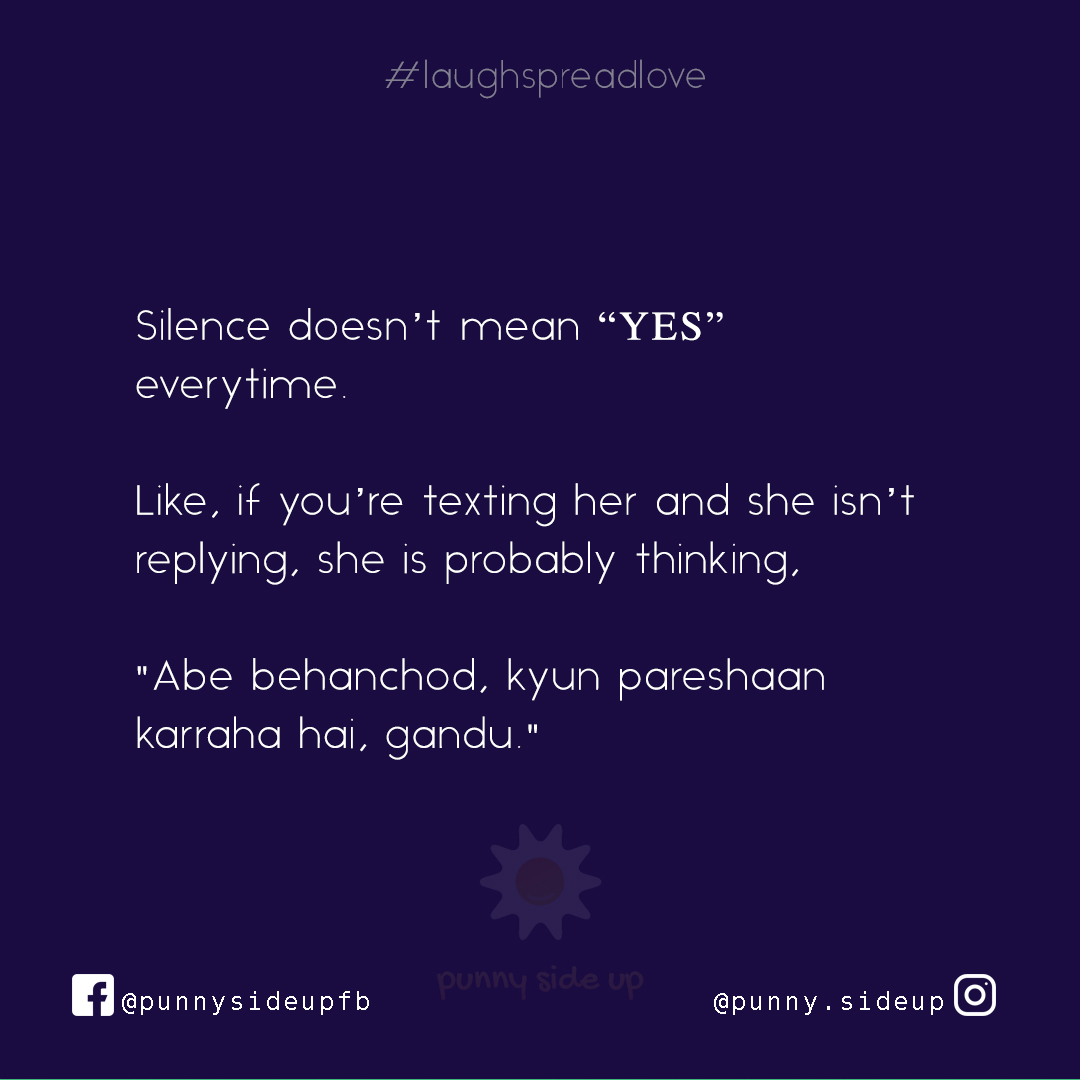 #laughspreadlove
Silence doesn’t mean “YES”
everytime.
Like, if you’re texting her and she isn’t
replying, she is probably thinking,
"Abe behanchod, kyun pareshaan
karraha hai, gandu."
punny side up
@punnysideupfb
@punny.sideup